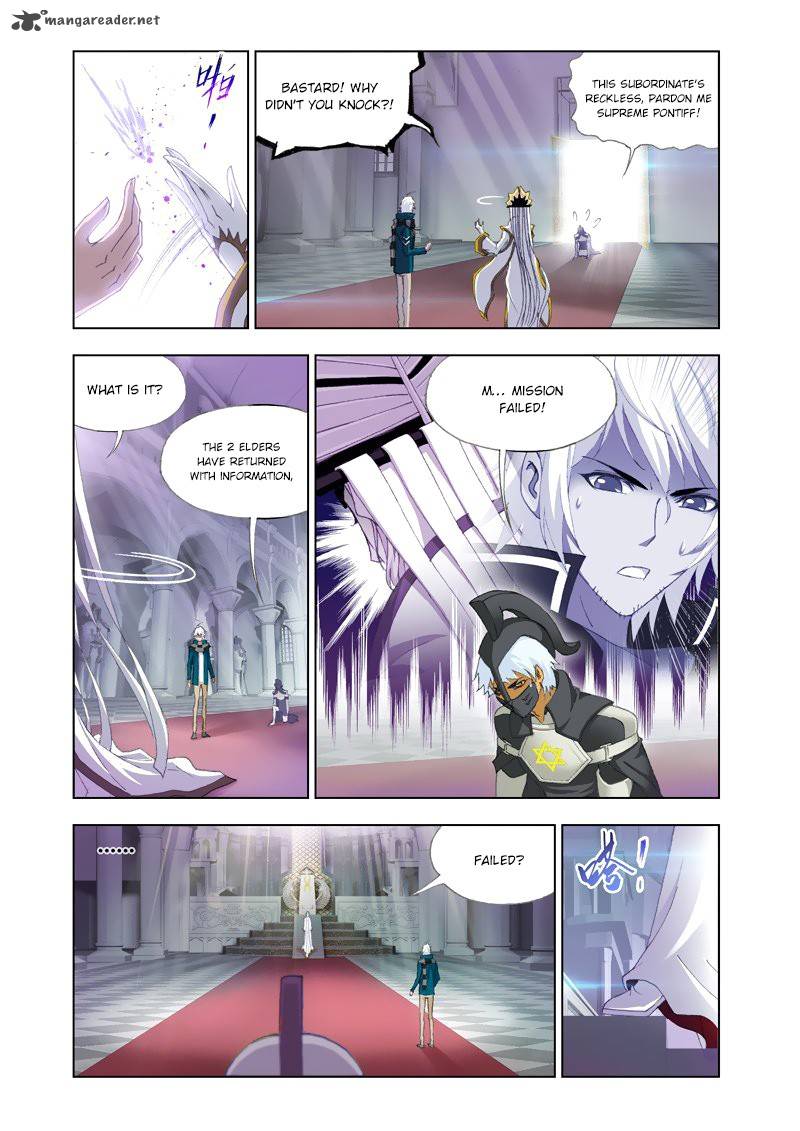 mangareader.net
啪
BASTARD! WHY
DIDN'T YOU KNOCK?!
THIS SUBORDINATE'S
RECKLESS, PARDON ME
SUPREME PONTIFF!
WHAT IS IT?
THE 2 ELDERS
HAVE RETURNED
WITH INFORMATION,
M... MISSION
FAILED!
......
FAILED?
嗒!